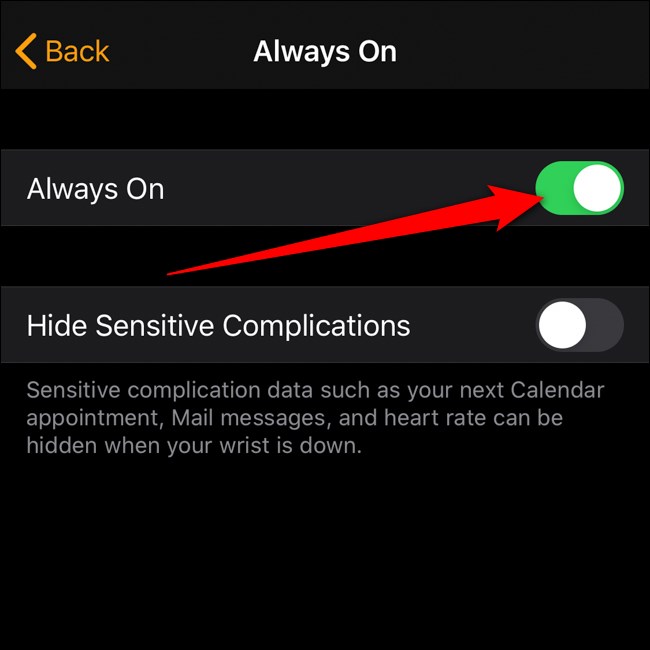 Back
Always On
Always On
Hide Sensitive Complications
Sensitive complication data such as your next Calendar
appointment, Mail messages, and heart rate can be
hidden when your wrist is down.